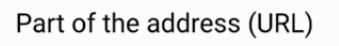 Part of the address (URL)